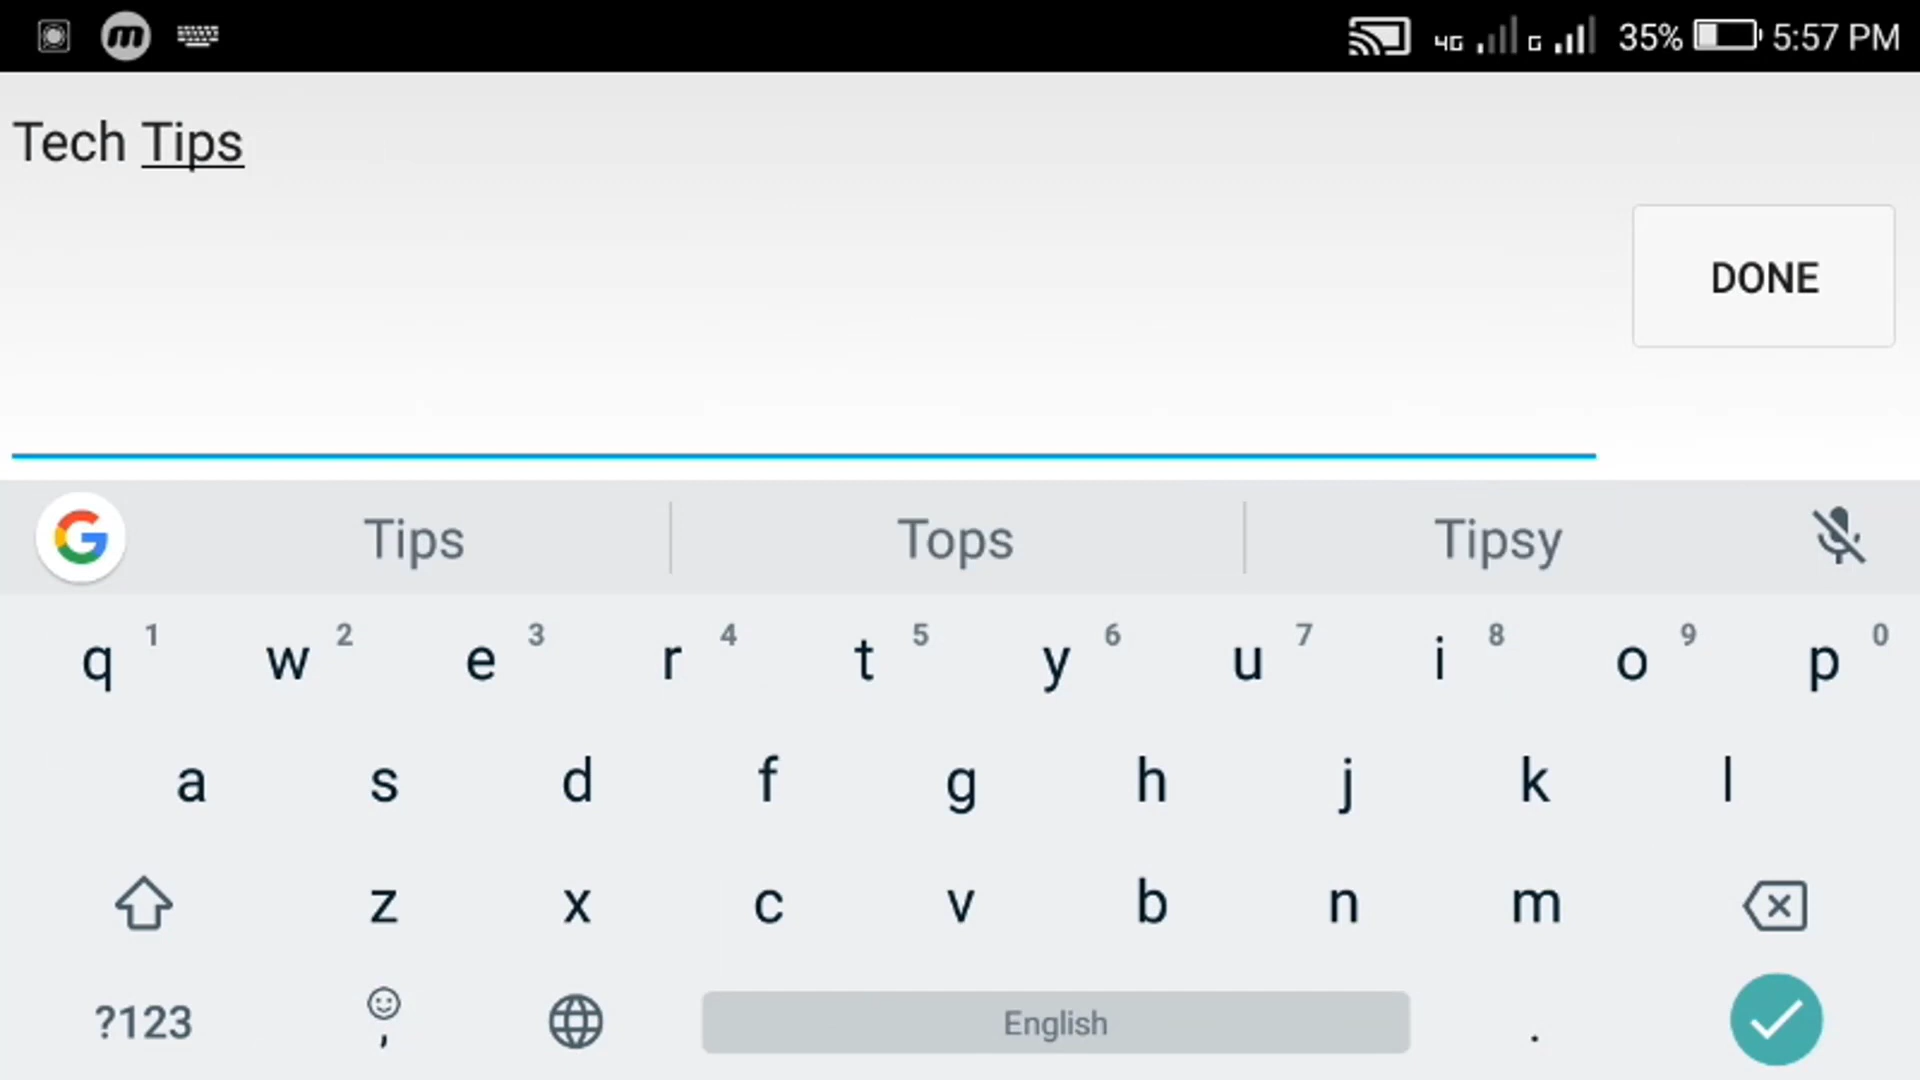 4G G 35% 5:57 PM
Tech Tips
DONE
Tips Tops Tipsy
q 1 w 2 e 3 r 4 t 5 y 6 u 7 i 8 o 9 p 0
a s d f g h j k l
z x c v b n m
?123 , English .